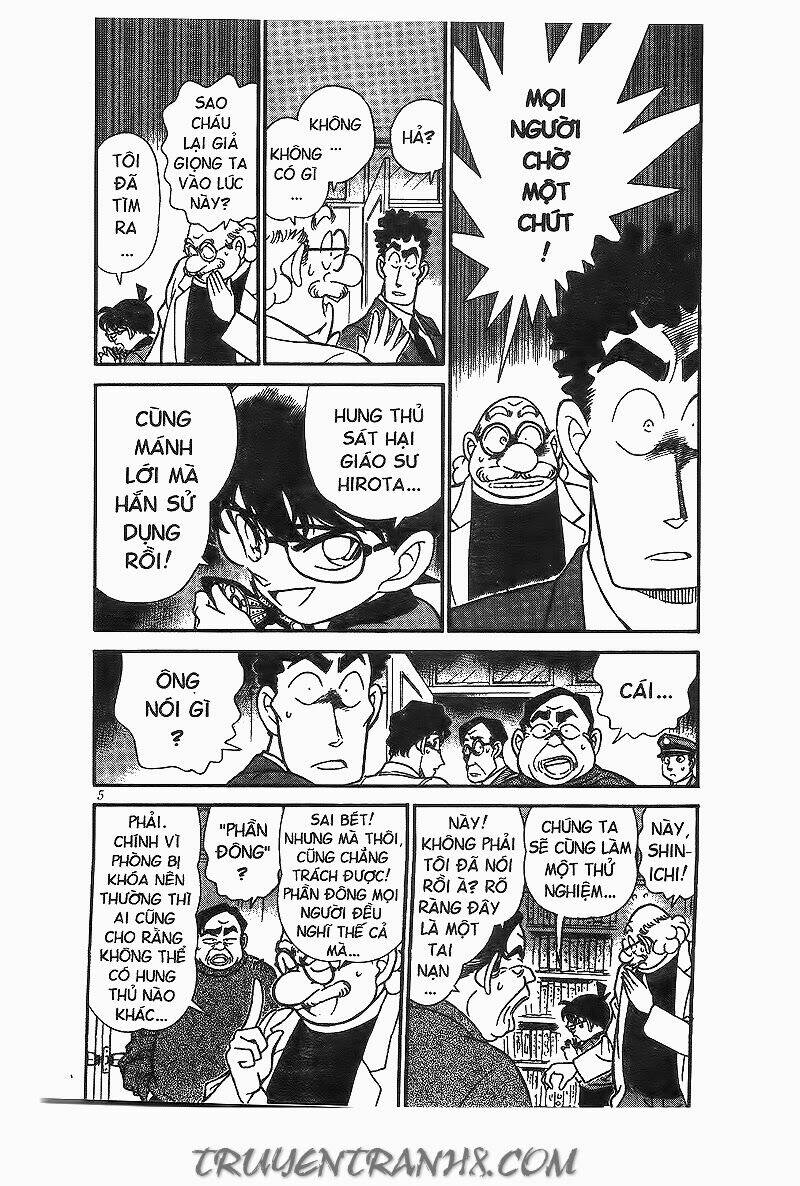 MỌI
NGƯỜI
CHỜ
MỘT
CHÚT
!
HẢ?
KHÔNG
...
KHÔNG
CÓ GÌ
...
SAO
CHÁU
LẠI GIẢ
GIỌNG TA
VÀO LÚC
NÀY?
TÔI
ĐÃ
TÌM
RA
...
HUNG THỦ
SÁT HẠI
GIÁO SƯ
HIROTA...
CÙNG
MÁNH
LỚI MÀ
HẮN SỬ
DỤNG
RỒI!
CÁI...
ÔNG
NÓI GÌ
?
5
NÀY,
SHIN-
ICHI!
CHÚNG TA
SẼ CÙNG LÀM
MỘT THỬ
NGHIỆM...
NÀY!
KHÔNG PHẢI
TÔI ĐÃ NÓI
RỒI À? RÕ
RÀNG ĐÂY
LÀ MỘT
TAI
NẠN
...
SAI BÉT!
NHƯNG MÀ THÔI,
CŨNG CHẲNG
TRÁCH ĐƯỢC!
PHẦN ĐÔNG MỌI
NGƯỜI ĐỀU
NGHĨ THẾ CẢ
MÀ...
"PHẦN
ĐÔNG"
?
PHẢI.
CHÍNH VÌ
PHÒNG BỊ
KHÓA NÊN
THƯỜNG THÌ
AI CŨNG
CHO RẰNG
KHÔNG THỂ
CÓ HUNG
THỦ NÀO
KHÁC...
TRUYENTRANH8.COM